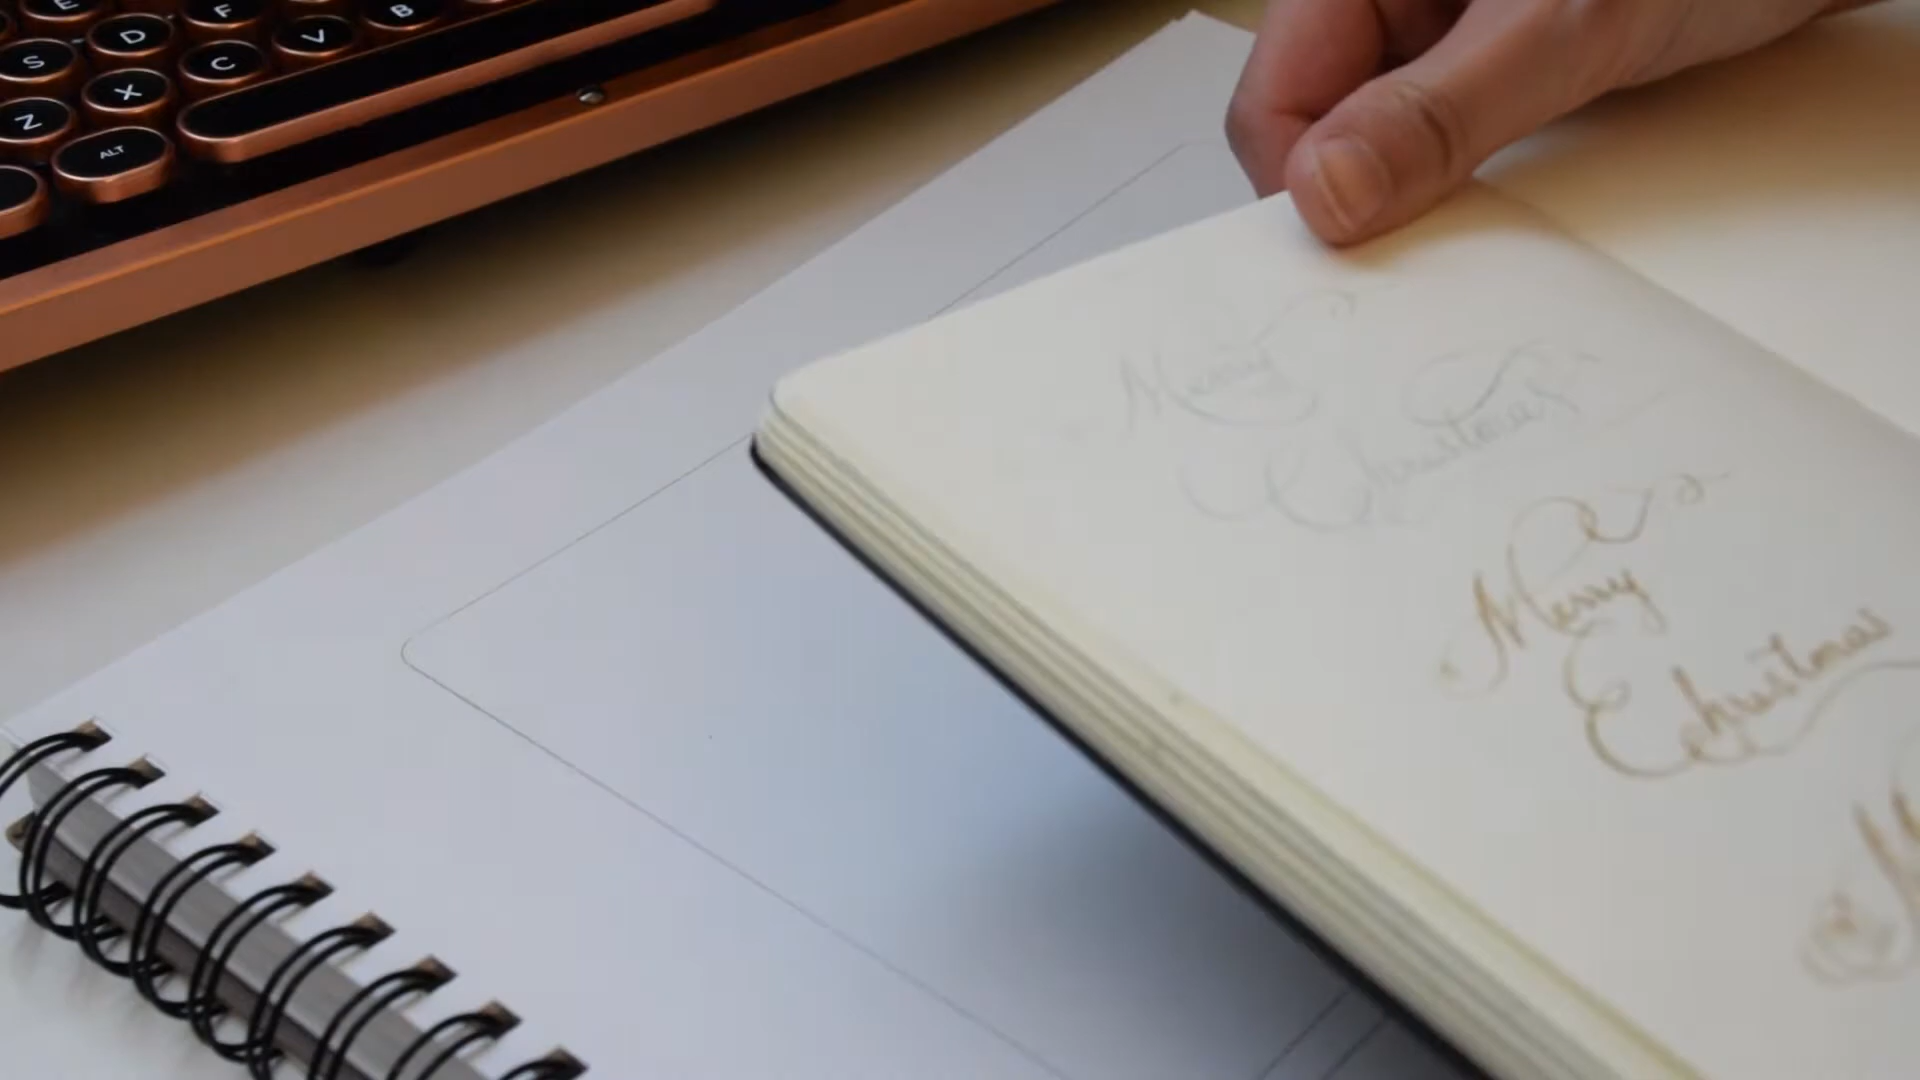 E F B
S D V
C
X
Z
ALT
Merry
Christmas
Merry
Christmas
M